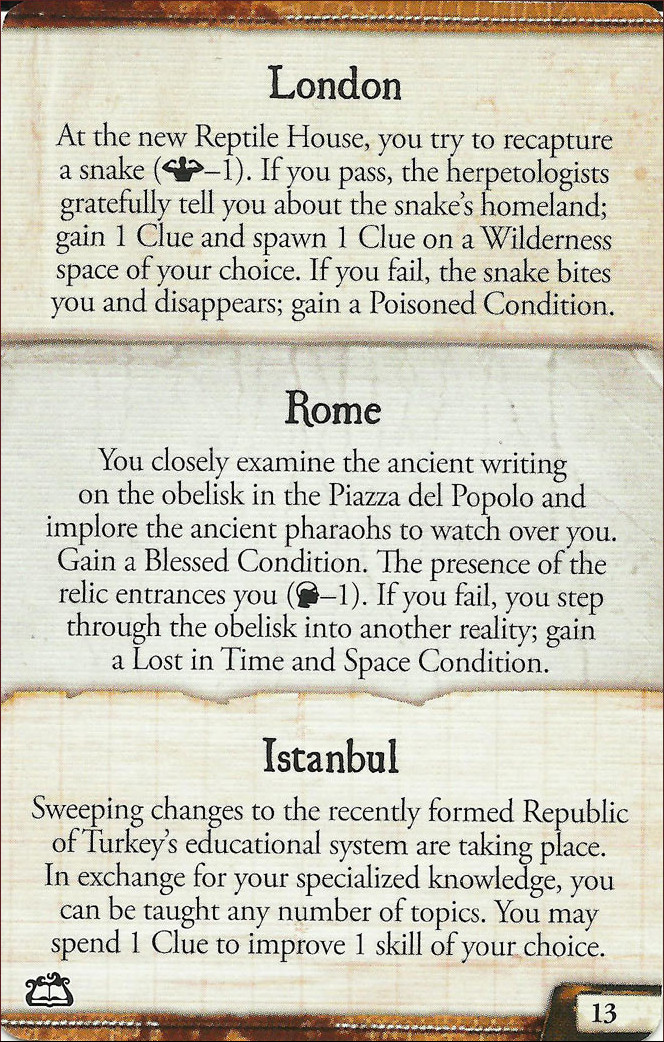 London
At the new Reptile House, you try to recapture
a snake (–1). If you pass, the herpetologists
gratefully tell you about the snake’s homeland;
gain 1 Clue and spawn 1 Clue on a Wilderness
space of your choice. If you fail, the snake bites
you and disappears; gain a Poisoned Condition.
Rome
You closely examine the ancient writing
on the obelisk in the Piazza del Popolo and
implore the ancient pharaohs to watch over you.
Gain a Blessed Condition. The presence of the
relic entrances you (–1). If you fail, you step
through the obelisk into another reality; gain
a Lost in Time and Space Condition.
Istanbul
Sweeping changes to the recently formed Republic
of Turkey’s educational system are taking place.
In exchange for your specialized knowledge, you
can be taught any number of topics. You may
spend 1 Clue to improve 1 skill of your choice.
13